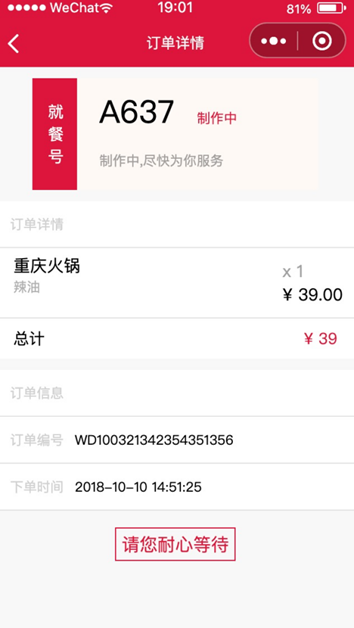 WeChat 19:01 81%
订单详情
就餐号
A637 制作中
制作中,尽快为你服务
订单详情
重庆火锅
辣油
x 1
¥ 39.00
总计 ¥ 39
订单信息
订单编号 WD100321342354351356
下单时间 2018-10-10 14:51:25
请您耐心等待